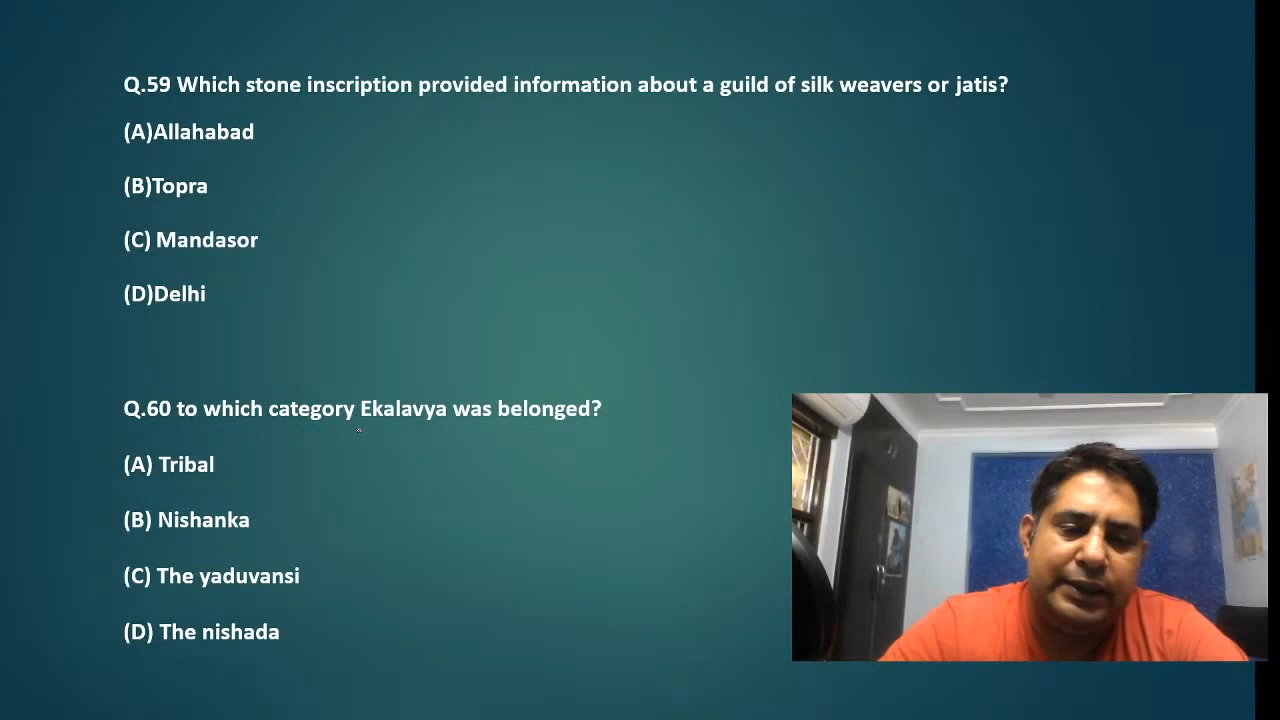 Q.59 Which stone inscription provided information about a guild of silk weavers or jatis?
(A)Allahabad
(B)Topra
(C) Mandasor
(D)Delhi
Q.60 to which category Ekalavya was belonged?
(A) Tribal
(B) Nishanka
(C) The yaduvansi
(D) The nishada